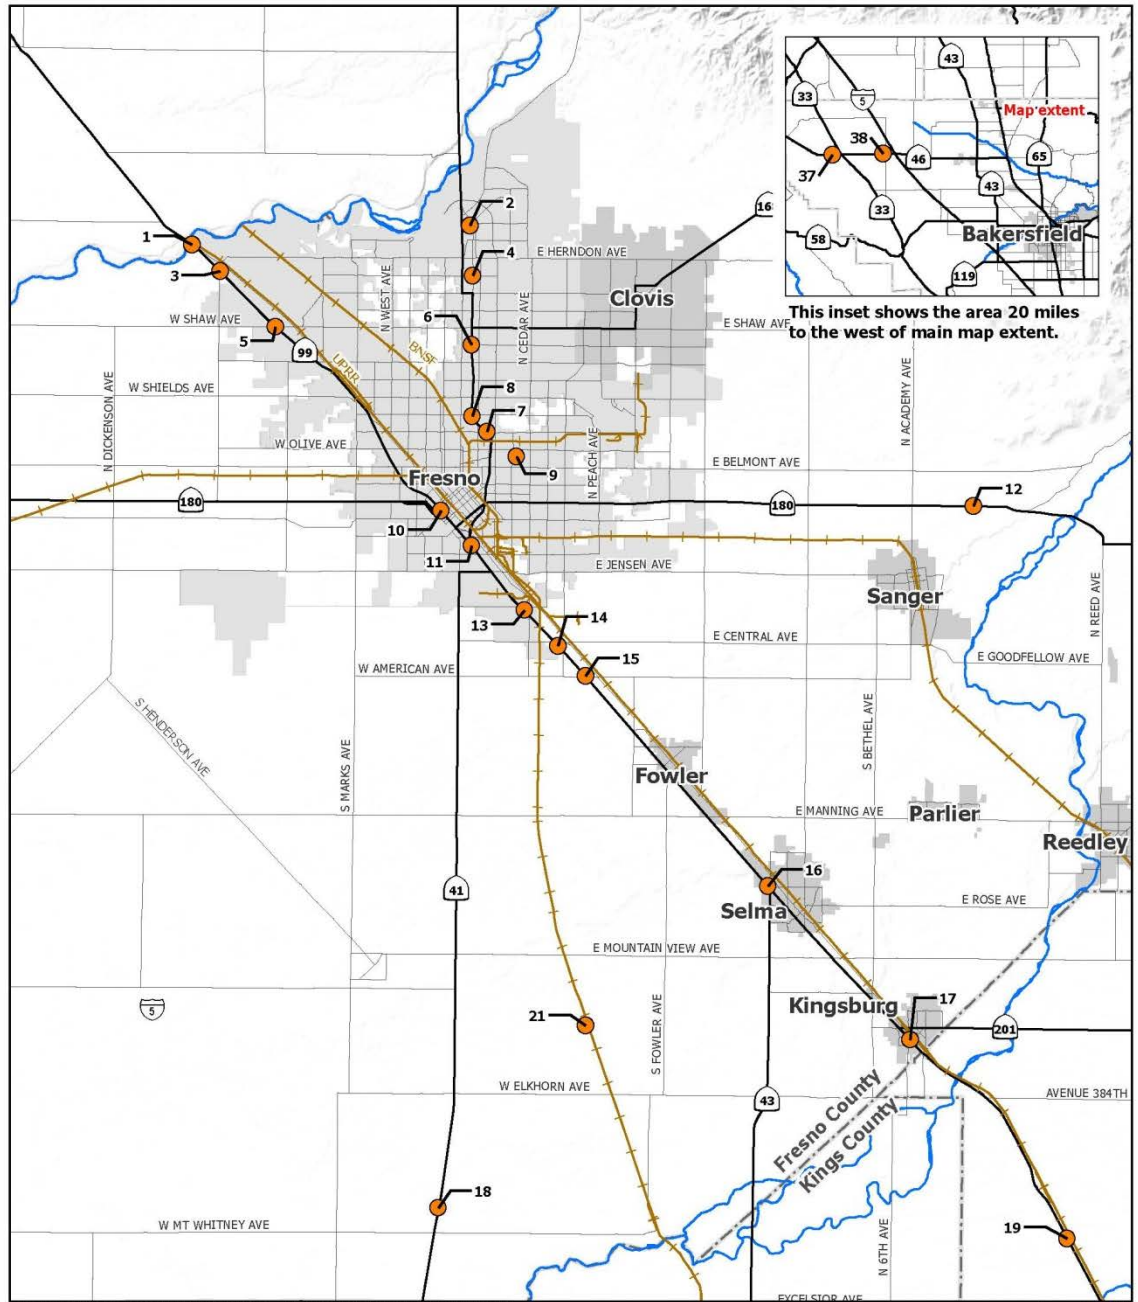 43
33
5
Map extent
38
46
65
37
43
33
58
Bakersfield
119
This inset shows the area 20 miles
to the west of main map extent.
168
2
1
E HERNDON AVE
4
3
N WEST AVE
N CEDAR AVE
Clovis
6
W SHAW AVE
E SHAW AVE
5
99
BNSF
UPRR
W SHIELDS AVE
N DICKENSON AVE
N ACADEMY AVE
8
7
W OLIVE AVE
N PEACH AVE
9
E BELMONT AVE
Fresno
180
180
12
10
11
E JENSEN AVE
Sanger
N REED AVE
13
14
E CENTRAL AVE
15
E GOODFELLOW AVE
W AMERICAN AVE
S HENDERSON AVE
S MARKS AVE
S BETHEL AVE
Fowler
E MANNING AVE
Parlier
Reedley
16
41
Selma
E ROSE AVE
E MOUNTAIN VIEW AVE
Kingsburg
17
5
21
201
S FOWLER AVE
W ELKHORN AVE
43
AVENUE 384TH
Fresno County
Kings County
18
W MT WHITNEY AVE
19
N 6TH AVE
EXCELSIOR AVE